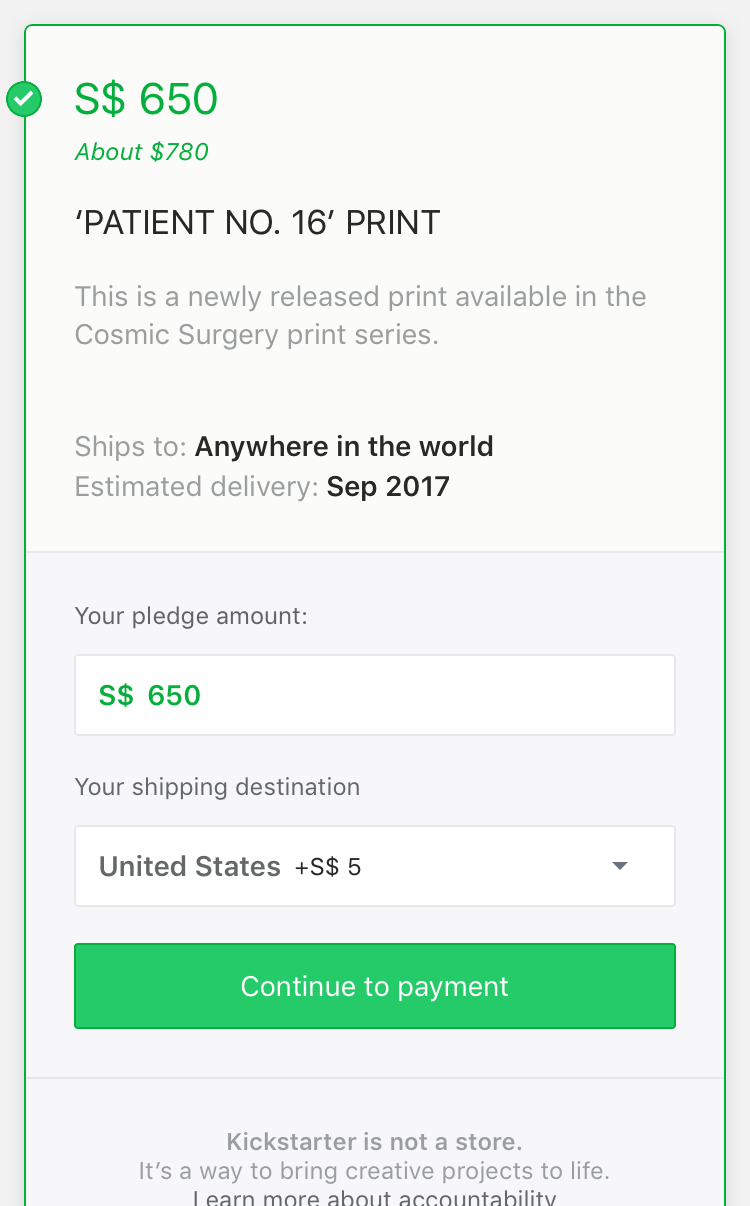 S$ 650
About $780
‘PATIENT NO. 16’ PRINT
This is a newly released print available in the
Cosmic Surgery print series.
Ships to: Anywhere in the world
Estimated delivery: Sep 2017
Your pledge amount:
S$ 650
Your shipping destination
United States +S$ 5
Continue to payment
Kickstarter is not a store.
It’s a way to bring creative projects to life.
Learn more about accountability